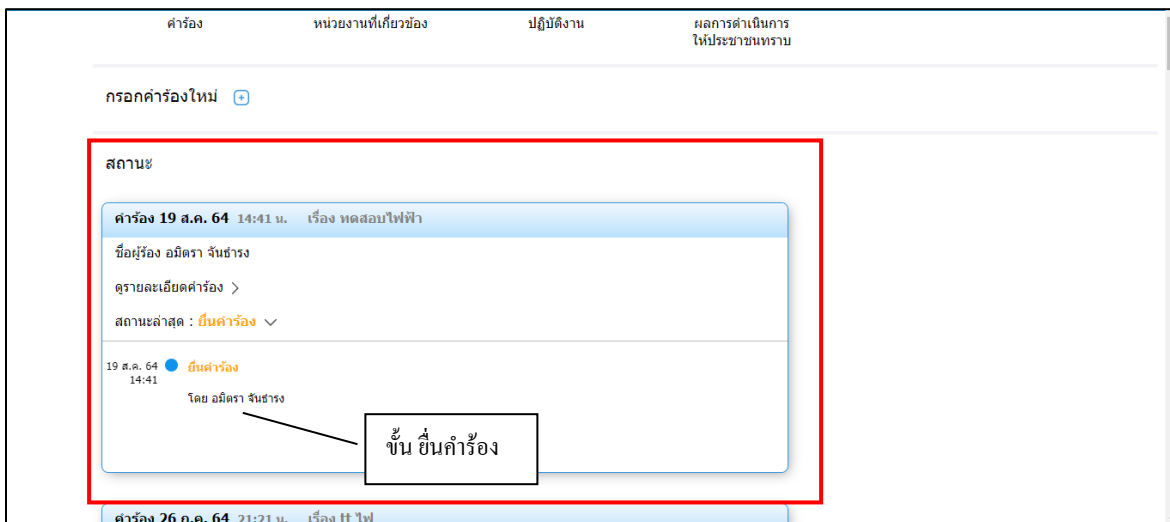 คำร้อง หน่วยงานที่เกี่ยวข้อง ปฏิบัติงาน ผลการดำเนินการ
ให้ประชาชนทราบ
กรอกคำร้องใหม่
สถานะ
คำร้อง 19 ส.ค. 64 14:41 น. เรื่อง ทดสอบไฟฟ้า
ชื่อผู้ร้อง อมิตรา จันธำรง
ดูรายละเอียดคำร้อง >
สถานะล่าสุด : ยื่นคำร้อง
19 ส.ค. 64 ยื่นคำร้อง
14:41
โดย อมิตรา จันธำรง
ขั้น ยื่นคำร้อง
คำร้อง 26 ก.ค. 64 21:21 น. เรื่อง tt ไฟ